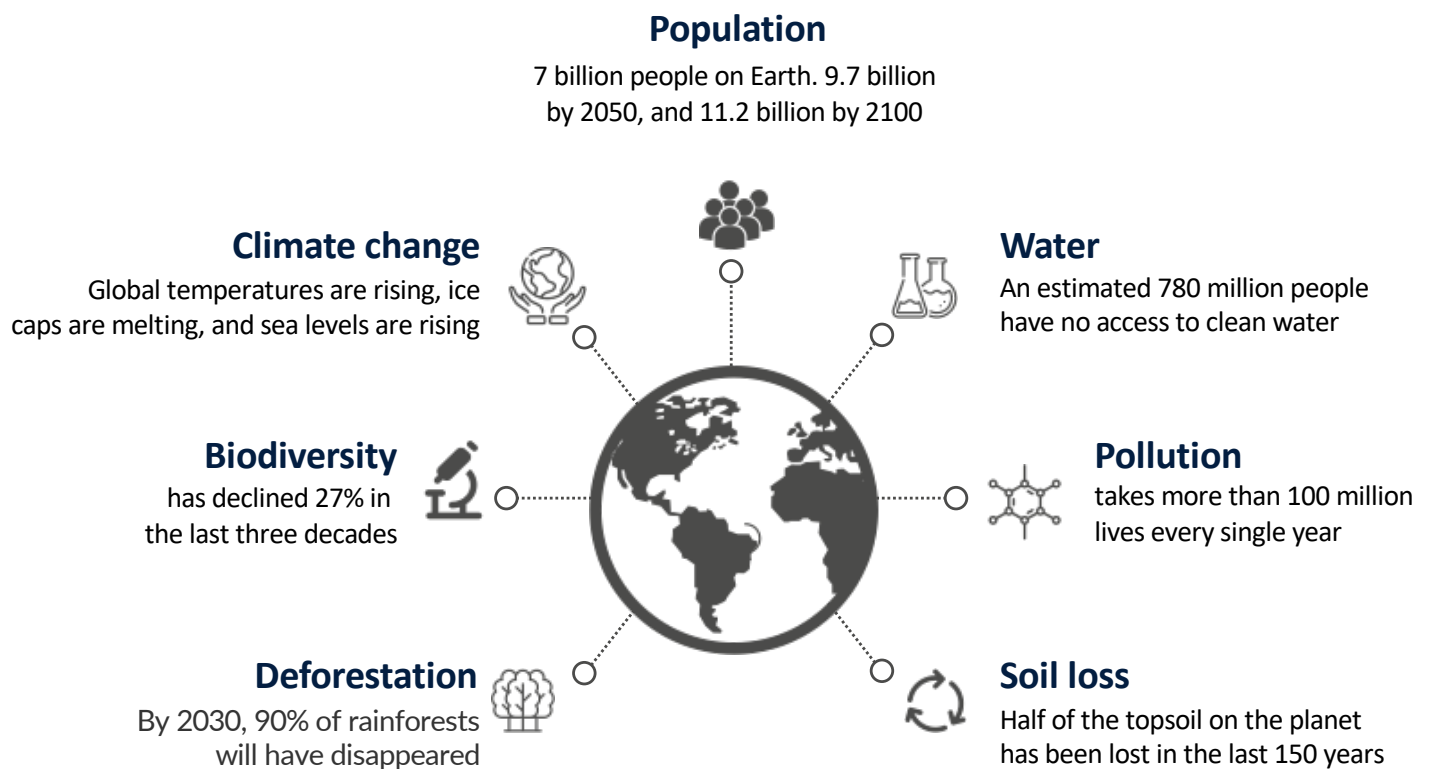 Population
7 billion people on Earth. 9.7 billion
by 2050, and 11.2 billion by 2100
Climate change
Global temperatures are rising, ice
caps are melting, and sea levels are rising
Water
An estimated 780 million people
have no access to clean water
Biodiversity
has declined 27% in
the last three decades
Pollution
takes more than 100 million
lives every single year
Deforestation
By 2030, 90% of rainforests
will have disappeared
Soil loss
Half of the topsoil on the planet
has been lost in the last 150 years